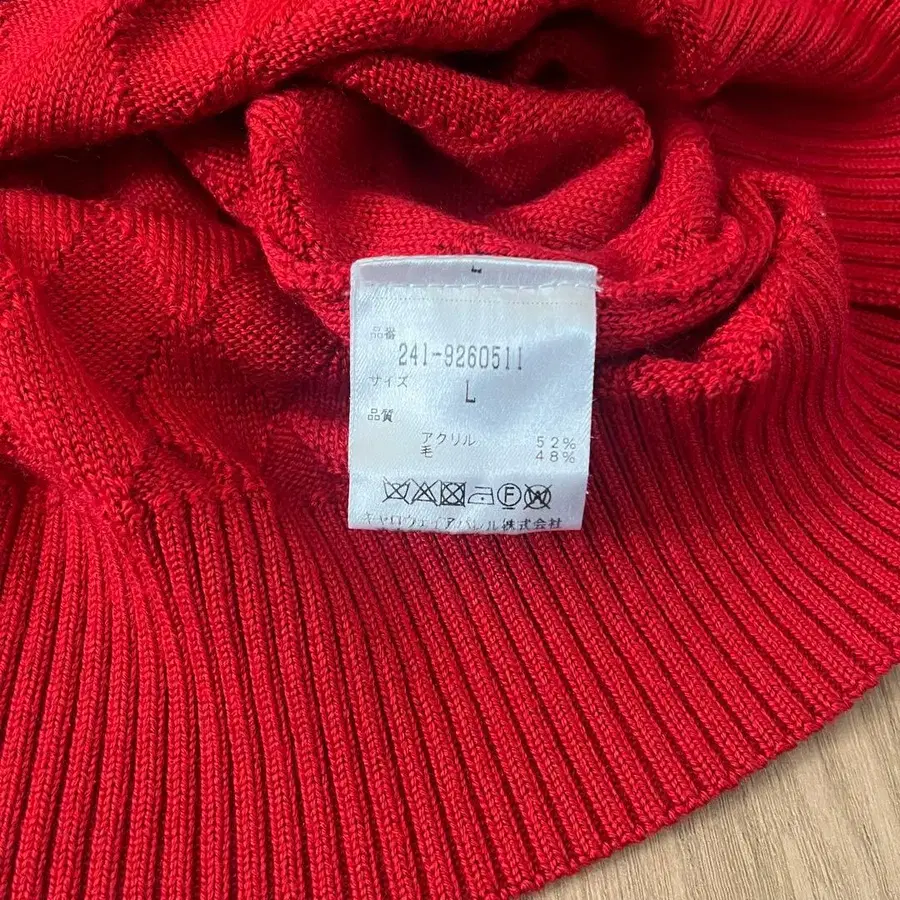 品番
241-9260511
サイズ L
品質
アクリル 52%
毛 48%
F W
キャロウェイアパレル株式会社